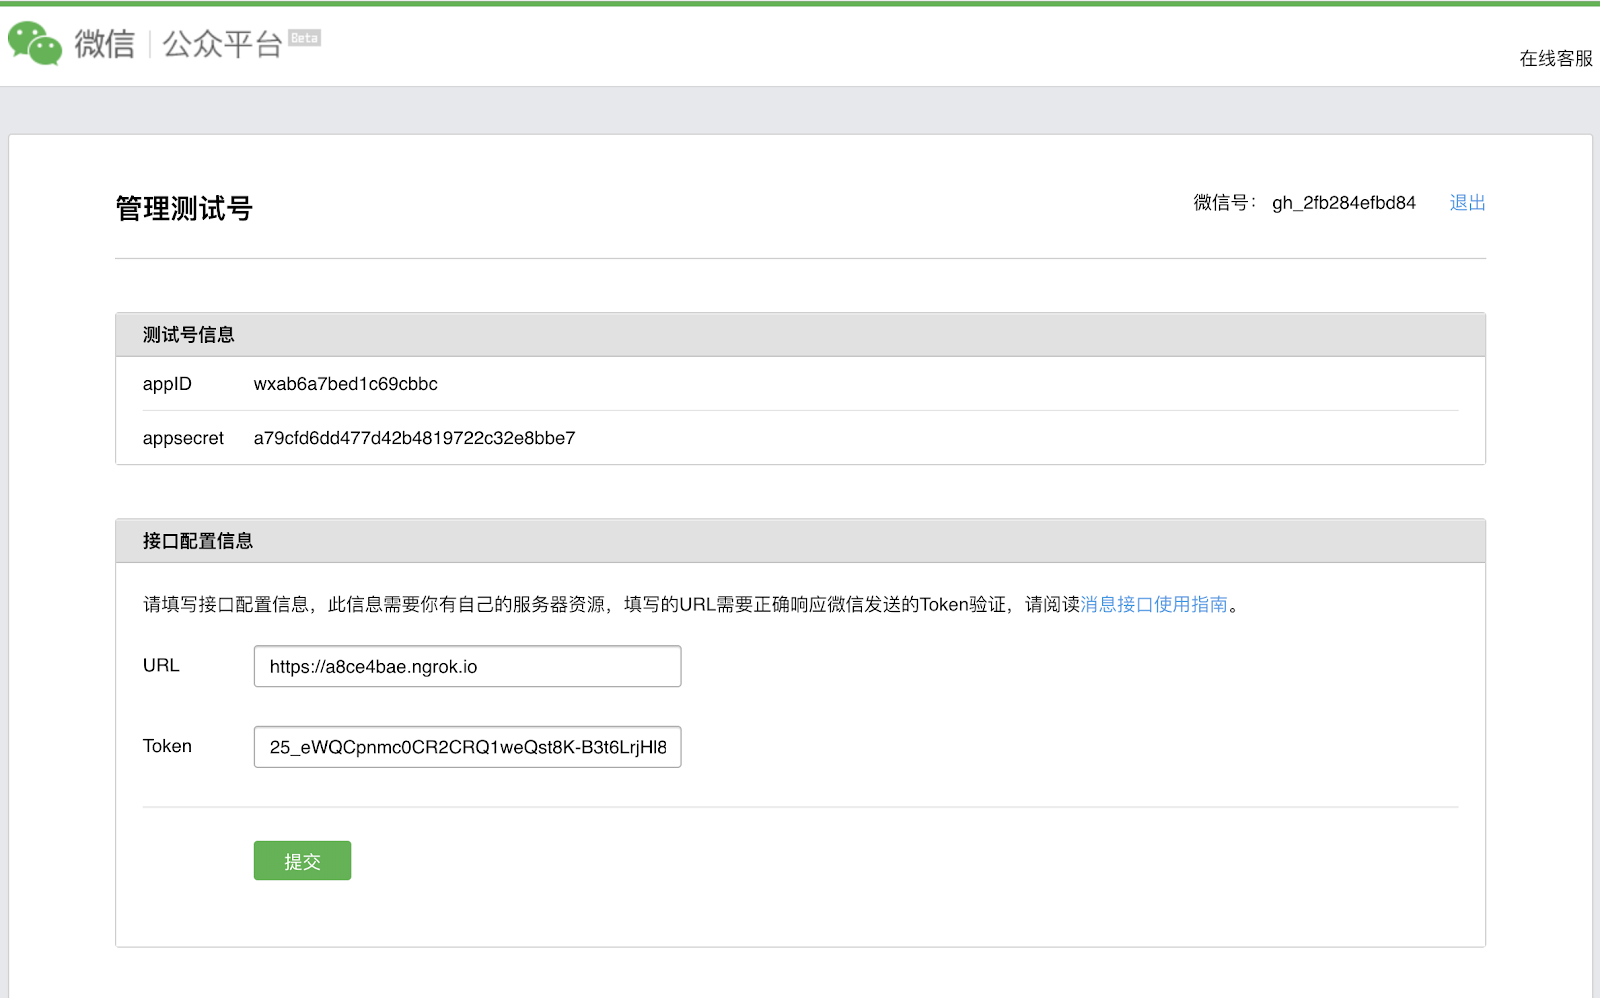 微信 | 公众平台 Beta
在线客服
管理测试号
微信号： gh_2fb284efbd84 退出
测试号信息
appID wxab6a7bed1c69cbbc
appsecret a79cfd6dd477d42b4819722c32e8bbe7
接口配置信息
请填写接口配置信息，此信息需要你有自己的服务器资源，填写的URL需要正确响应微信发送的Token验证，请阅读消息接口使用指南。
URL https://a8ce4bae.ngrok.io
Token 25_eWQCpnmc0CR2CRQ1weQst8K-B3t6LrjHl8
提交